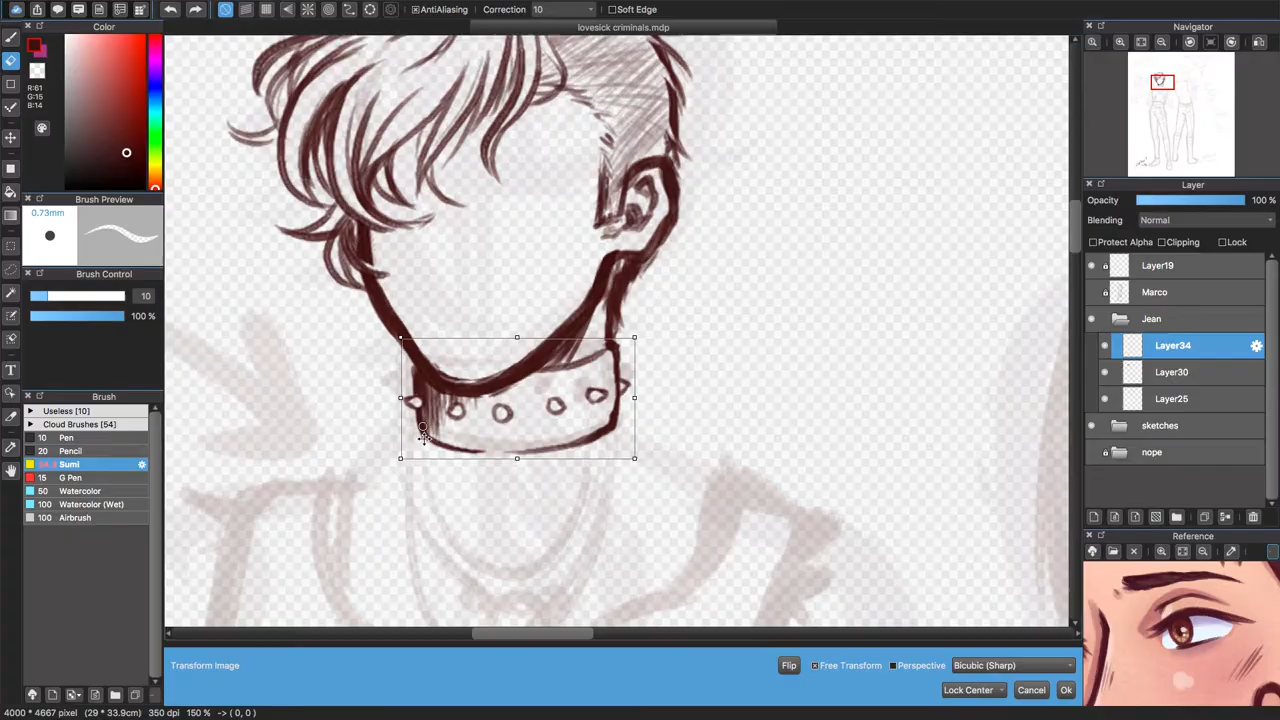 AntiAliasing Correction 10 Soft Edge
lovesick criminals.mdp
Color
R:61
G:15
B:14
Brush Preview
0.73mm
Brush Control
10
100 %
Brush
Useless [10]
Cloud Brushes [54]
10 Pen
20 Pencil
Sumi
15 G Pen
50 Watercolor
100 Watercolor (Wet)
100 Airbrush
Navigator
Layer
Opacity 100 %
Blending Normal
Protect Alpha Clipping Lock
Layer19
Marco
Jean
Layer34
Layer30
Layer25
sketches
nope
Reference
Transform Image
Flip Free Transform Perspective Bicubic (Sharp)
Lock Center Cancel Ok
4000 * 4667 pixel (29 * 33.9cm) 350 dpi 150 % -> ( 0, 0 )